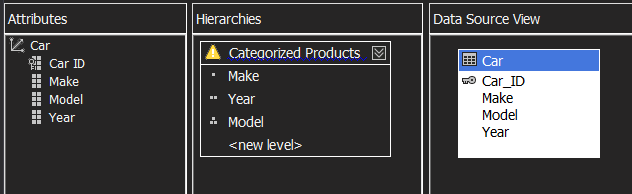 Attributes
Car
Car ID
Make
Model
Year
Hierarchies
Categorized Products
Make
Year
Model
<new level>
Data Source View
Car
Car_ID
Make
Model
Year